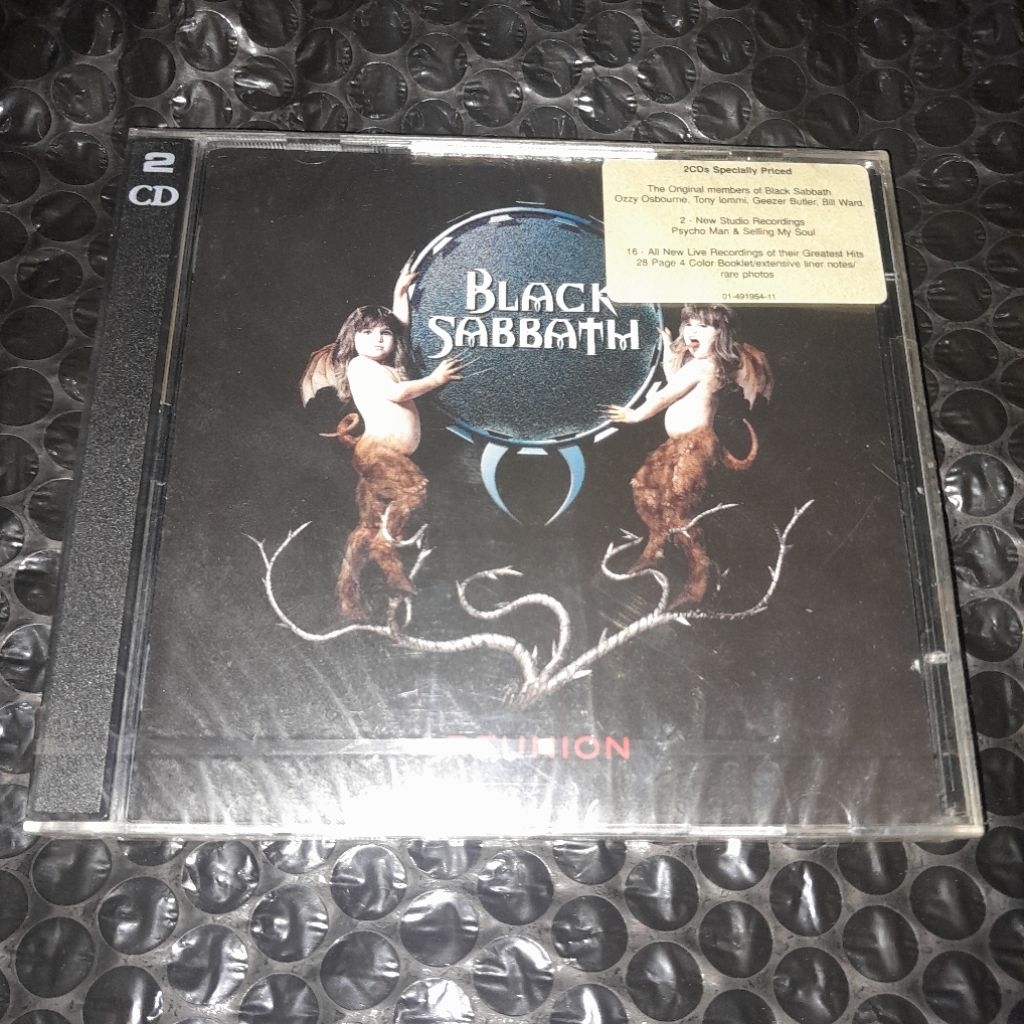 2
CD
2CDs Specially Priced
The Original members of Black Sabbath
Ozzy Osbourne, Tony Iommi, Geezer Butler, Bill Ward.
2 - New Studio Recordings
Psycho Man & Selling My Soul
16 - All New Live Recordings of their Greatest Hits
28 Page 4 Color Booklet/extensive liner notes/
rare photos
01-491954-11
BLACK
SABBATH
REUNION